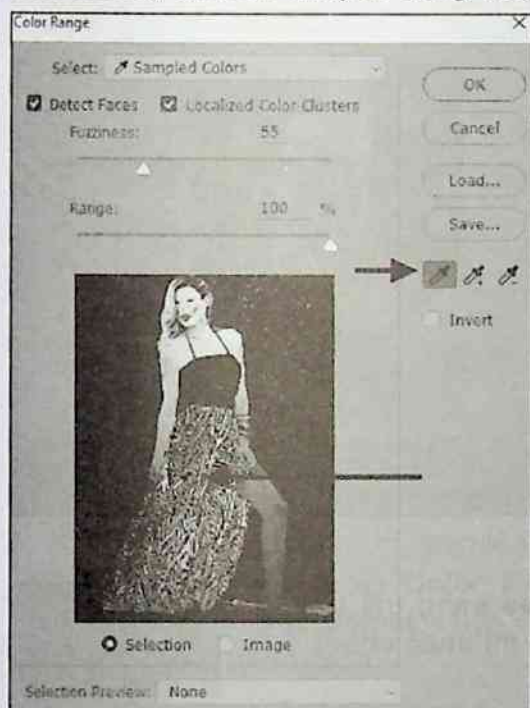 Color Range
Select: Sampled Colors
Detect Faces Localized Color Clusters
Fuzziness: 55
Range: 100 %
OK
Cancel
Load...
Save...
Invert
Selection Image
Selection Preview: None